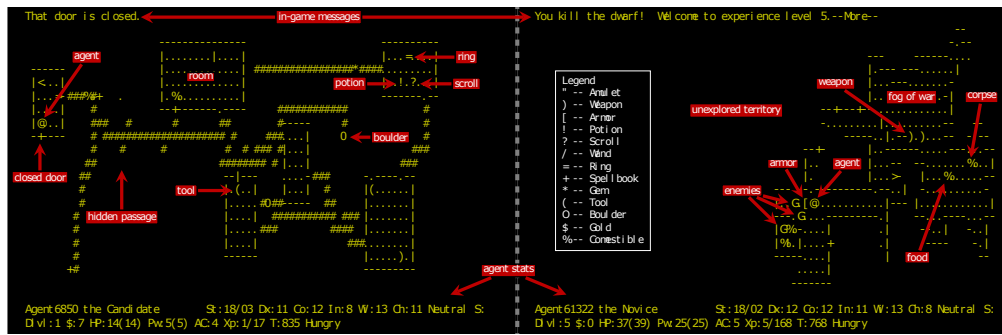 That door is closed.
in-game messages
You kill the dwarf! Welcome to experience level 5.--More--
agent
ring
room
potion
scroll
boulder
closed door
tool
hidden passage
Legend
" -- Amulet
) -- Weapon
[ -- Armor
! -- Potion
? -- Scroll
/ -- Wand
= -- Ring
+ -- Spellbook
* -- Gem
( -- Tool
O -- Boulder
$ -- Gold
% -- Comestible
weapon
fog of war
corpse
unexplored territory
armor
agent
enemies
food
agent stats
Agent6850 the Candidate St:18/03 Dx:11 Co:12 In:8 W:13 Ch:11 Neutral S:
Dlvl:1 $:7 HP:14(14) Pw:5(5) AC:4 Xp:1/17 T:835 Hungry
Agent61322 the Novice St:18/02 Dx:12 Co:12 In:11 W:13 Ch:8 Neutral S:
Dlvl:5 $:0 HP:37(39) Pw:25(25) AC:5 Xp:5/168 T:768 Hungry